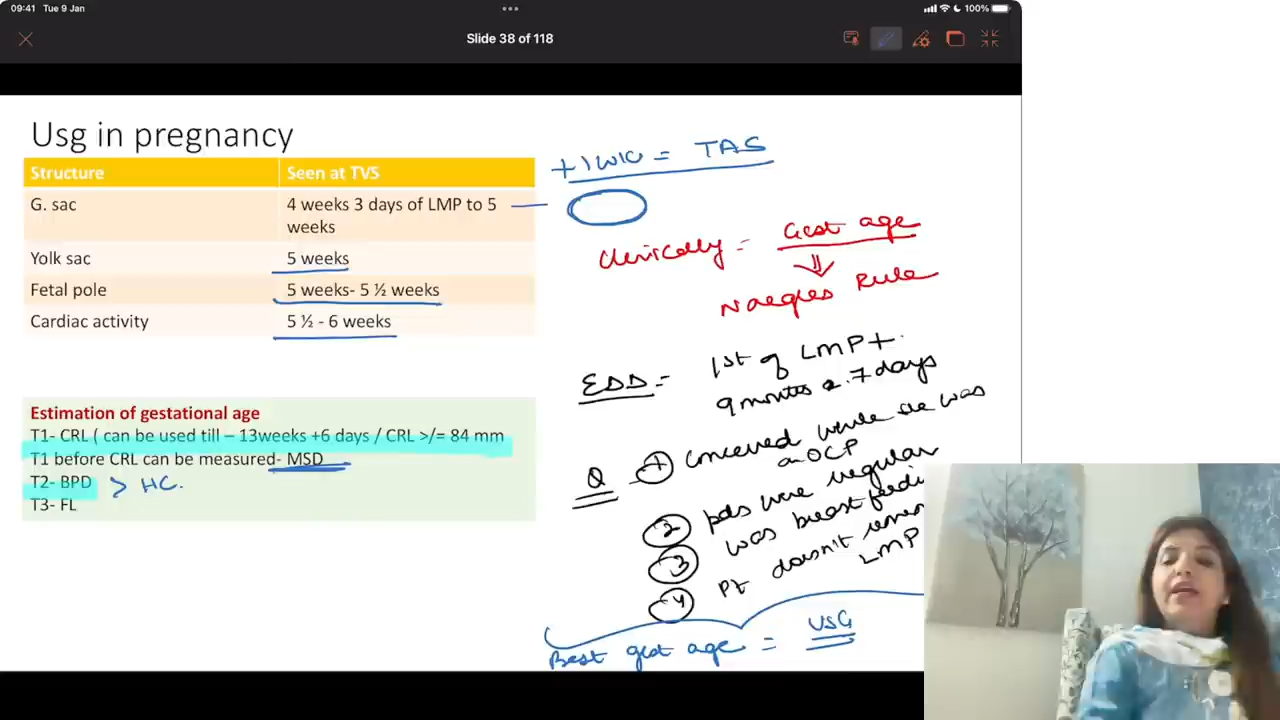 09:41 Tue 9 Jan
100%
Slide 38 of 118
Usg in pregnancy
Structure Seen at TVS
G. sac 4 weeks 3 days of LMP to 5 weeks
Yolk sac 5 weeks
Fetal pole 5 weeks- 5 ½ weeks
Cardiac activity 5 ½ - 6 weeks
Estimation of gestational age
T1- CRL ( can be used till – 13weeks +6 days / CRL >/= 84 mm
T1 before CRL can be measured- MSD
T2- BPD > HC.
T3- FL
+1 wk = TAS
Clinically = Gest age
⇓
Naegles Rule
EDD = 1st of LMP +
9 months & 7 days
Q 1 conceived while she was
on OCP
2 pds were irregular
3 was breast feedi
4 Pt doesn't remem
LMP
Best gest age = USG